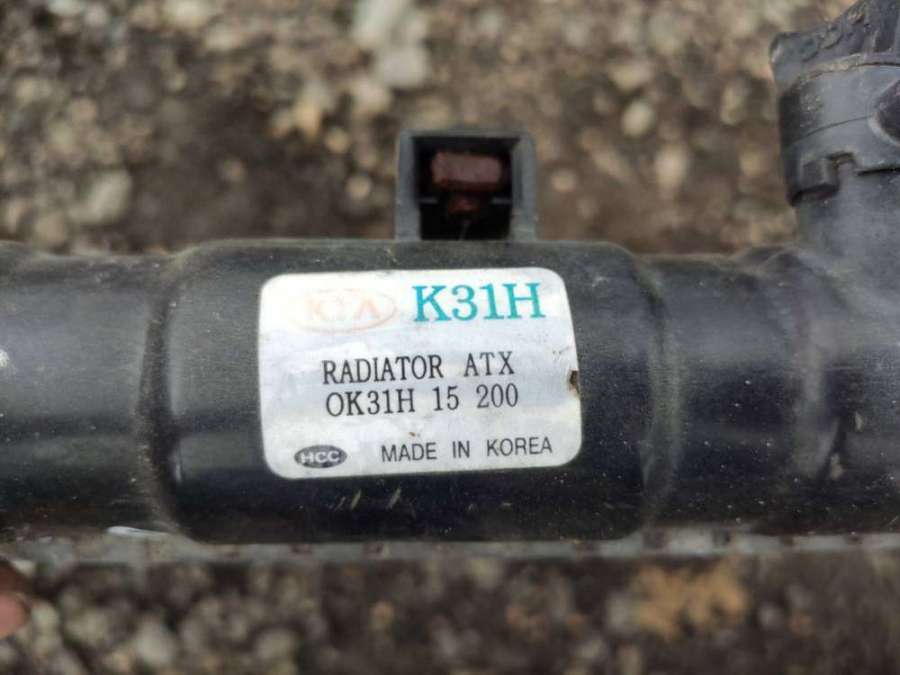 KIA K31H
RADIATOR ATX
OK31H 15 200
HCC MADE IN KOREA